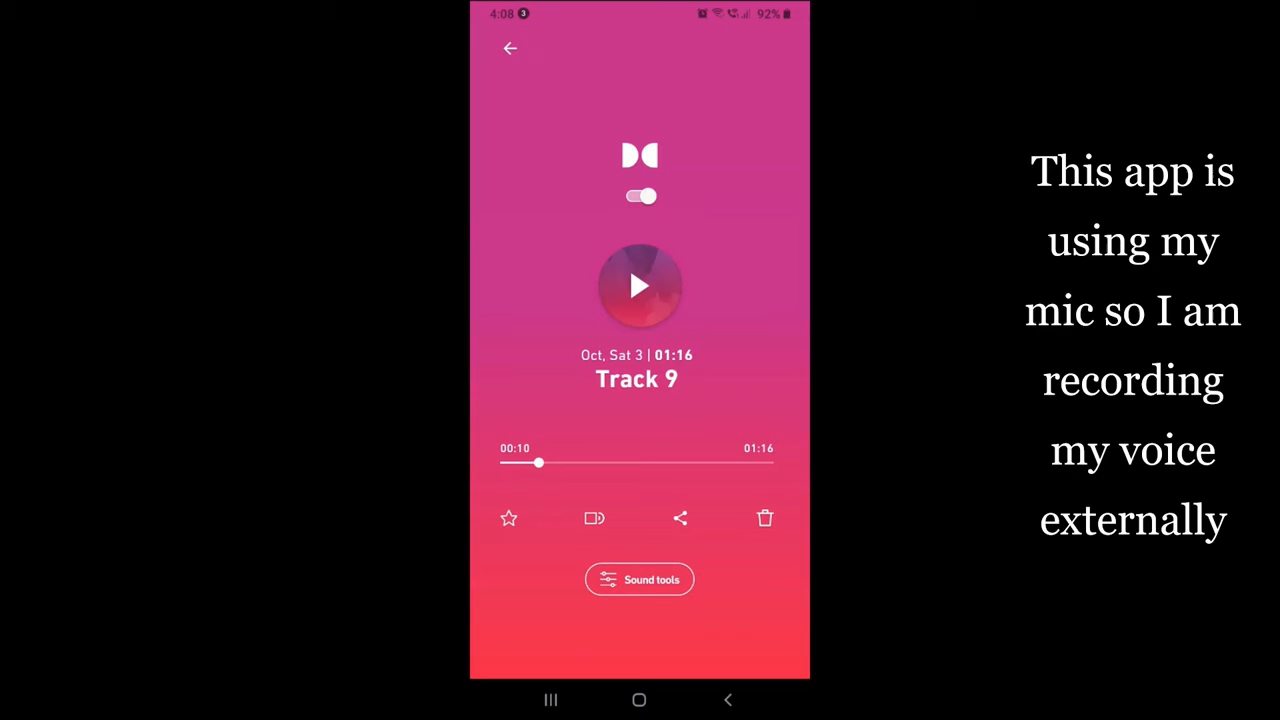 4:08 3
92%
Oct, Sat 3 | 01:16
Track 9
00:10 01:16
Sound tools
This app is
using my
mic so I am
recording
my voice
externally